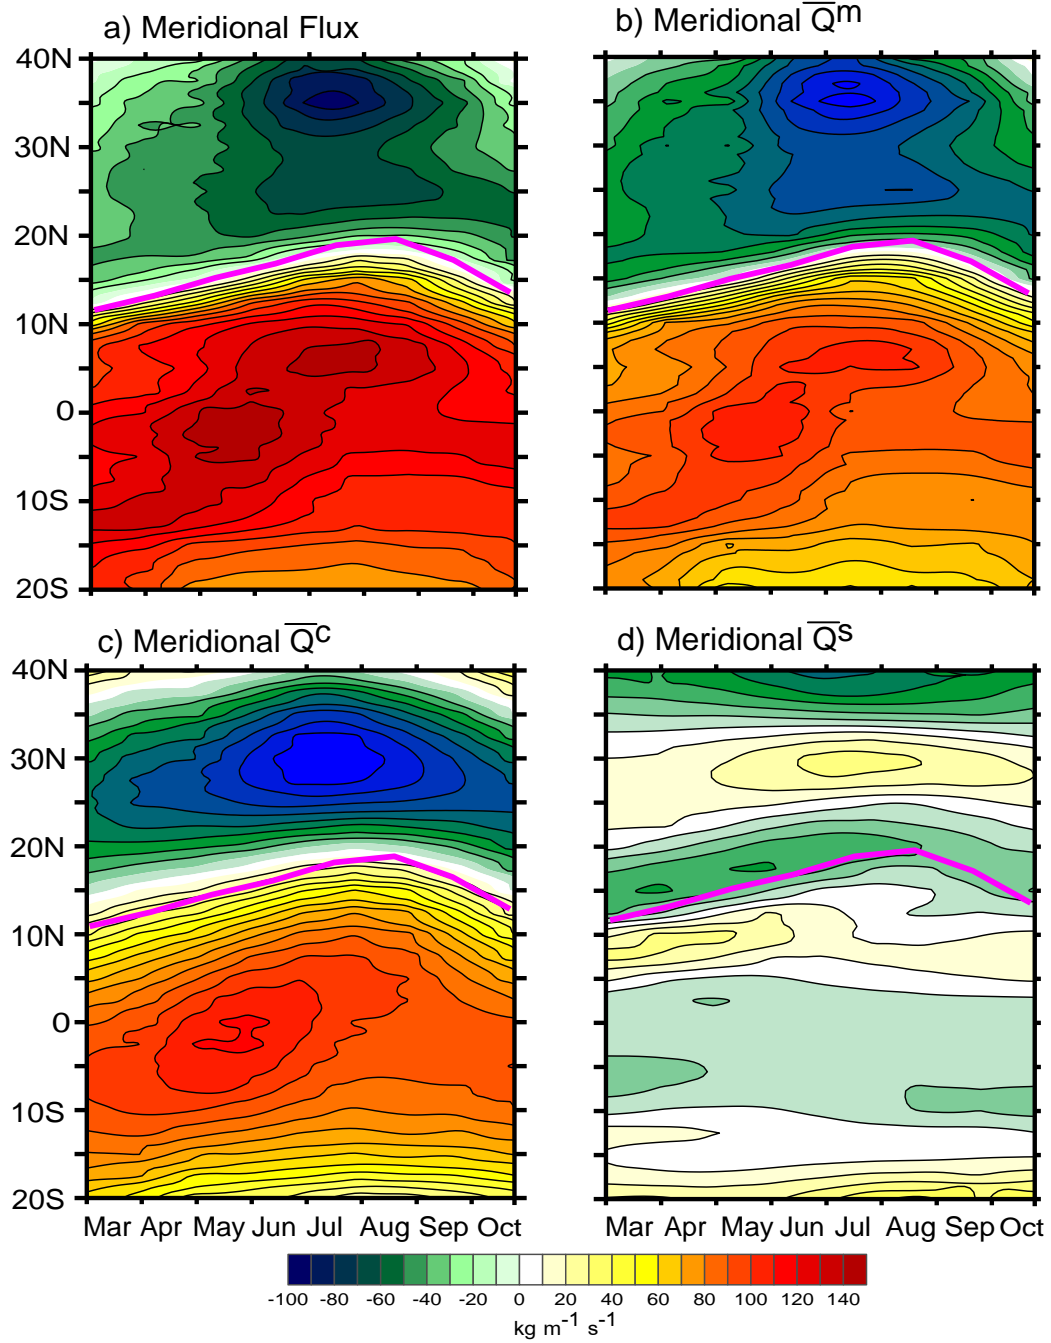 a) Meridional Flux
b) Meridional Q̅ᵐ
40N
30N
20N
10N
0
10S
20S
c) Meridional Q̅ᶜ
d) Meridional Q̅ˢ
40N
30N
20N
10N
0
10S
20S
Mar Apr May Jun Jul Aug Sep Oct
Mar Apr May Jun Jul Aug Sep Oct
-100 -80 -60 -40 -20 0 20 40 60 80 100 120 140
kg m⁻¹ s⁻¹